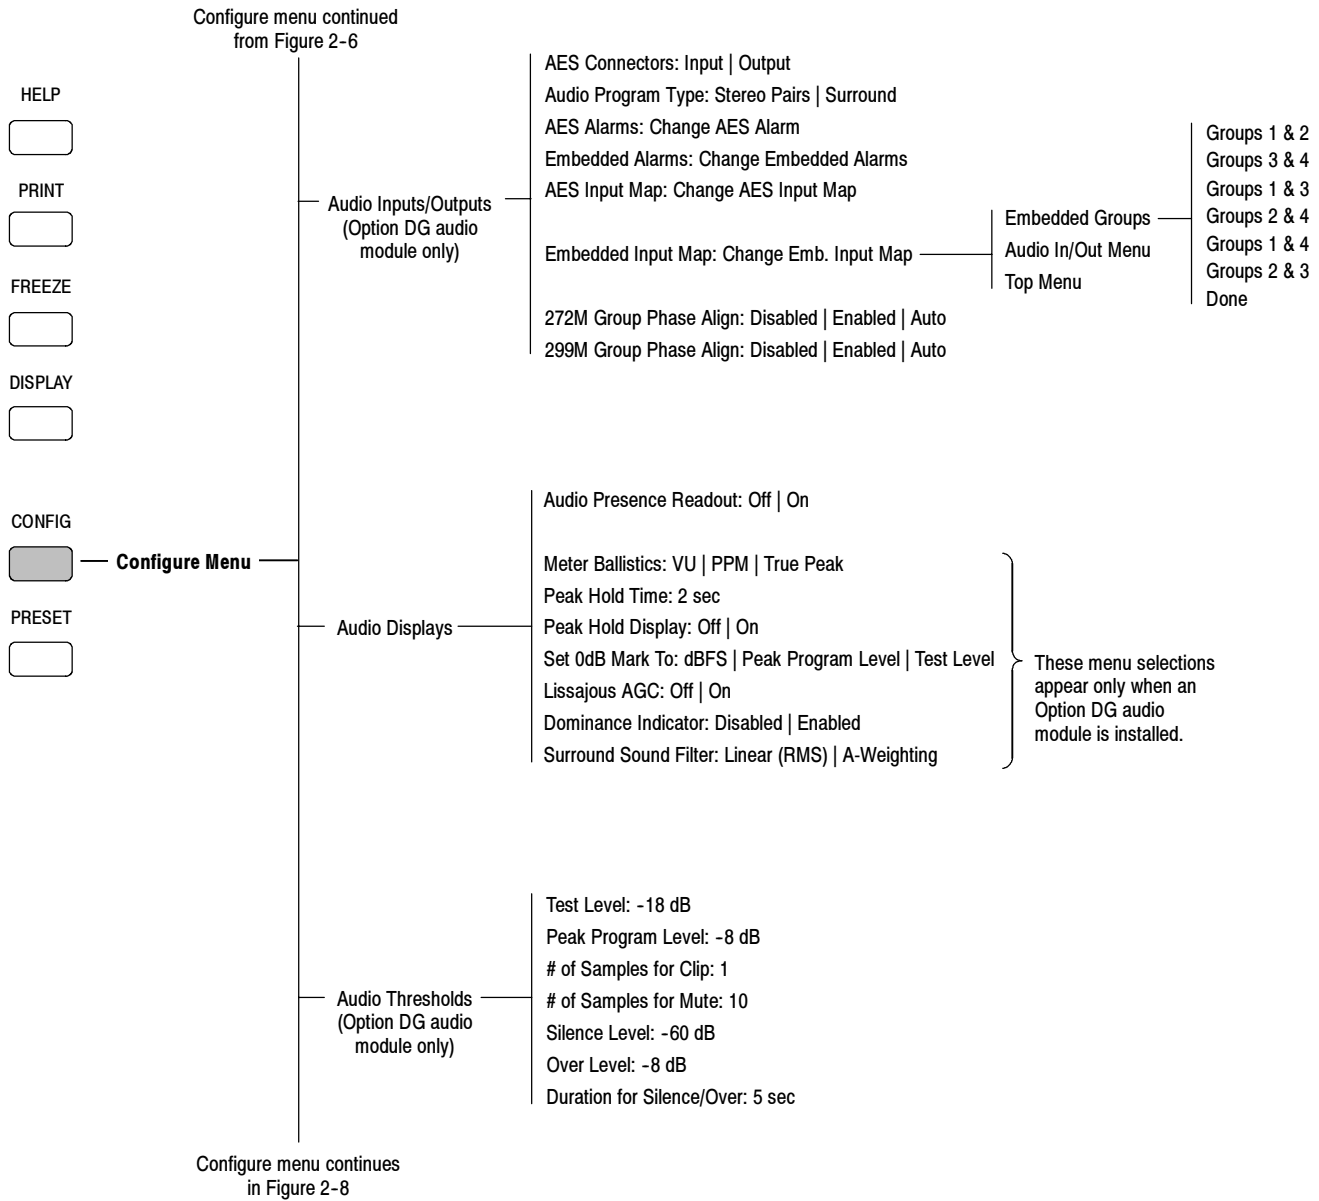 Configure menu continued
from Figure 2-6
HELP
PRINT
FREEZE
DISPLAY
CONFIG
PRESET
Configure Menu
Audio Inputs/Outputs
(Option DG audio
module only)
AES Connectors: Input | Output
Audio Program Type: Stereo Pairs | Surround
AES Alarms: Change AES Alarm
Embedded Alarms: Change Embedded Alarms
AES Input Map: Change AES Input Map
Embedded Input Map: Change Emb. Input Map
272M Group Phase Align: Disabled | Enabled | Auto
299M Group Phase Align: Disabled | Enabled | Auto
Embedded Groups
Audio In/Out Menu
Top Menu
Groups 1 & 2
Groups 3 & 4
Groups 1 & 3
Groups 2 & 4
Groups 1 & 4
Groups 2 & 3
Done
Audio Displays
Audio Presence Readout: Off | On
Meter Ballistics: VU | PPM | True Peak
Peak Hold Time: 2 sec
Peak Hold Display: Off | On
Set 0dB Mark To: dBFS | Peak Program Level | Test Level
Lissajous AGC: Off | On
Dominance Indicator: Disabled | Enabled
Surround Sound Filter: Linear (RMS) | A-Weighting
These menu selections
appear only when an
Option DG audio
module is installed.
Audio Thresholds
(Option DG audio
module only)
Test Level: -18 dB
Peak Program Level: -8 dB
# of Samples for Clip: 1
# of Samples for Mute: 10
Silence Level: -60 dB
Over Level: -8 dB
Duration for Silence/Over: 5 sec
Configure menu continues
in Figure 2-8